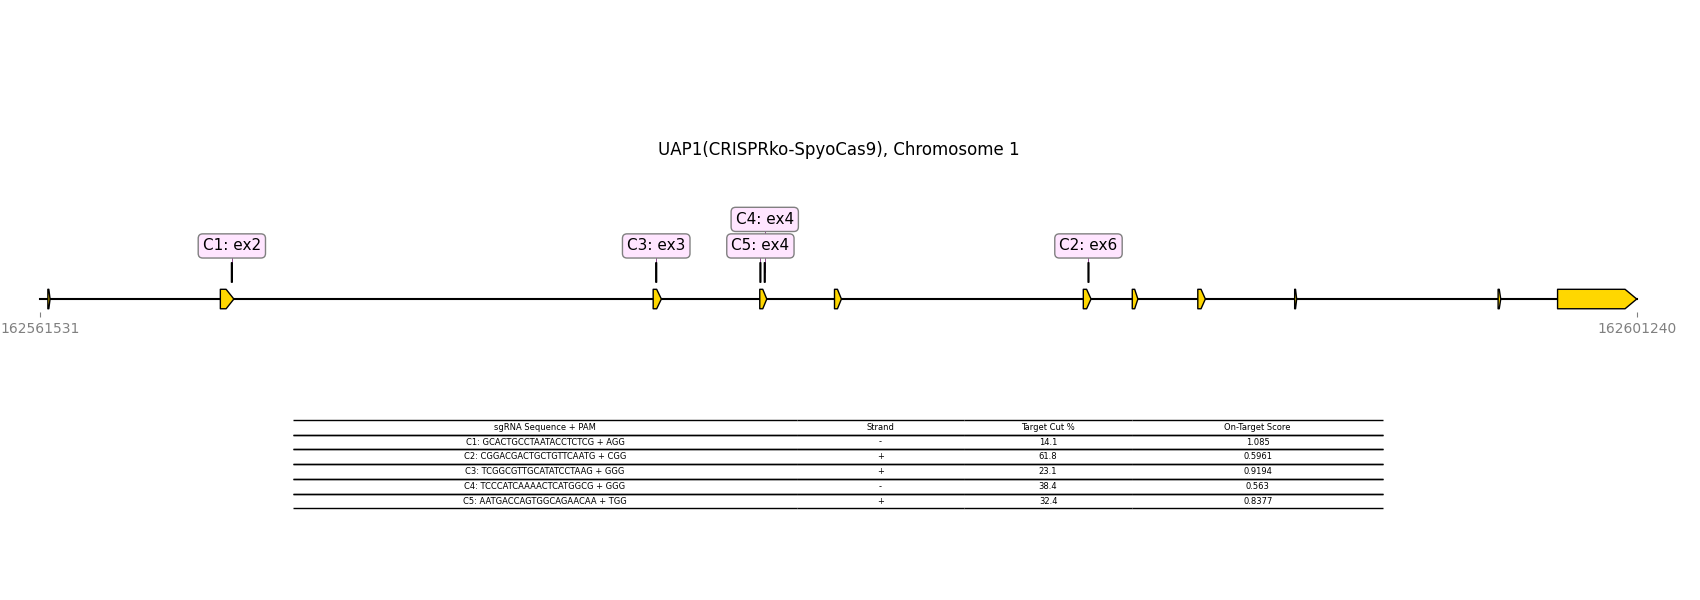 UAP1(CRISPRko-SpyoCas9), Chromosome 1
C4: ex4
C1: ex2 C3: ex3 C5: ex4 C2: ex6
162561531 162601240
sgRNA Sequence + PAM Strand Target Cut % On-Target Score
C1: GCACTGCCTAATACCTCTCG + AGG - 14.1 1.085
C2: CGGACGACTGCTGTTCAATG + CGG + 61.8 0.5961
C3: TCGGCGTTGCATATCCTAAG + GGG + 23.1 0.9194
C4: TCCCATCAAAACTCATGGCG + GGG - 38.4 0.563
C5: AATGACCAGTGGCAGAACAA + TGG + 32.4 0.8377